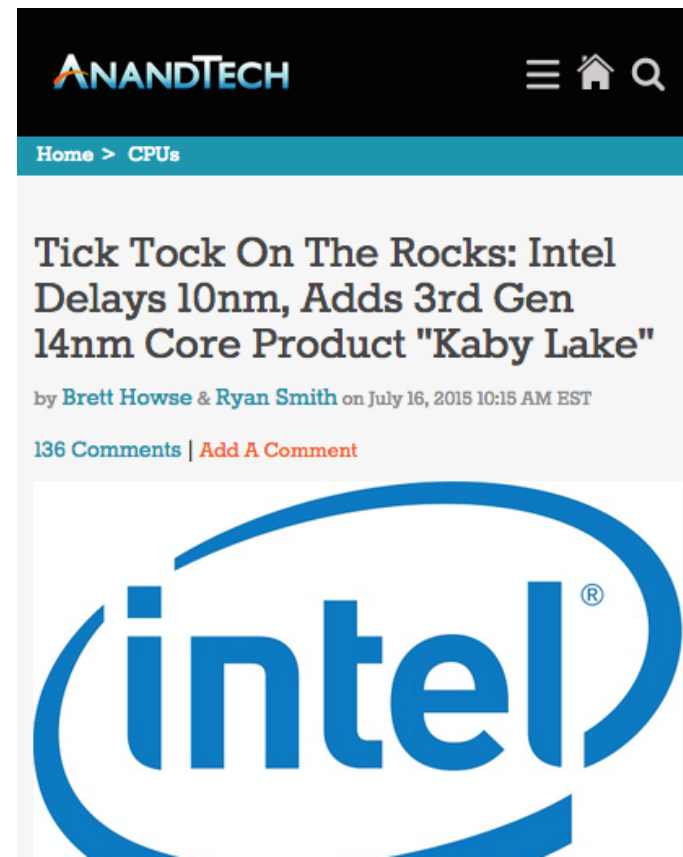 ANANDTECH
Home > CPUs
Tick Tock On The Rocks: Intel
Delays 10nm, Adds 3rd Gen
14nm Core Product "Kaby Lake"
by Brett Howse & Ryan Smith on July 16, 2015 10:15 AM EST
136 Comments | Add A Comment
intel®